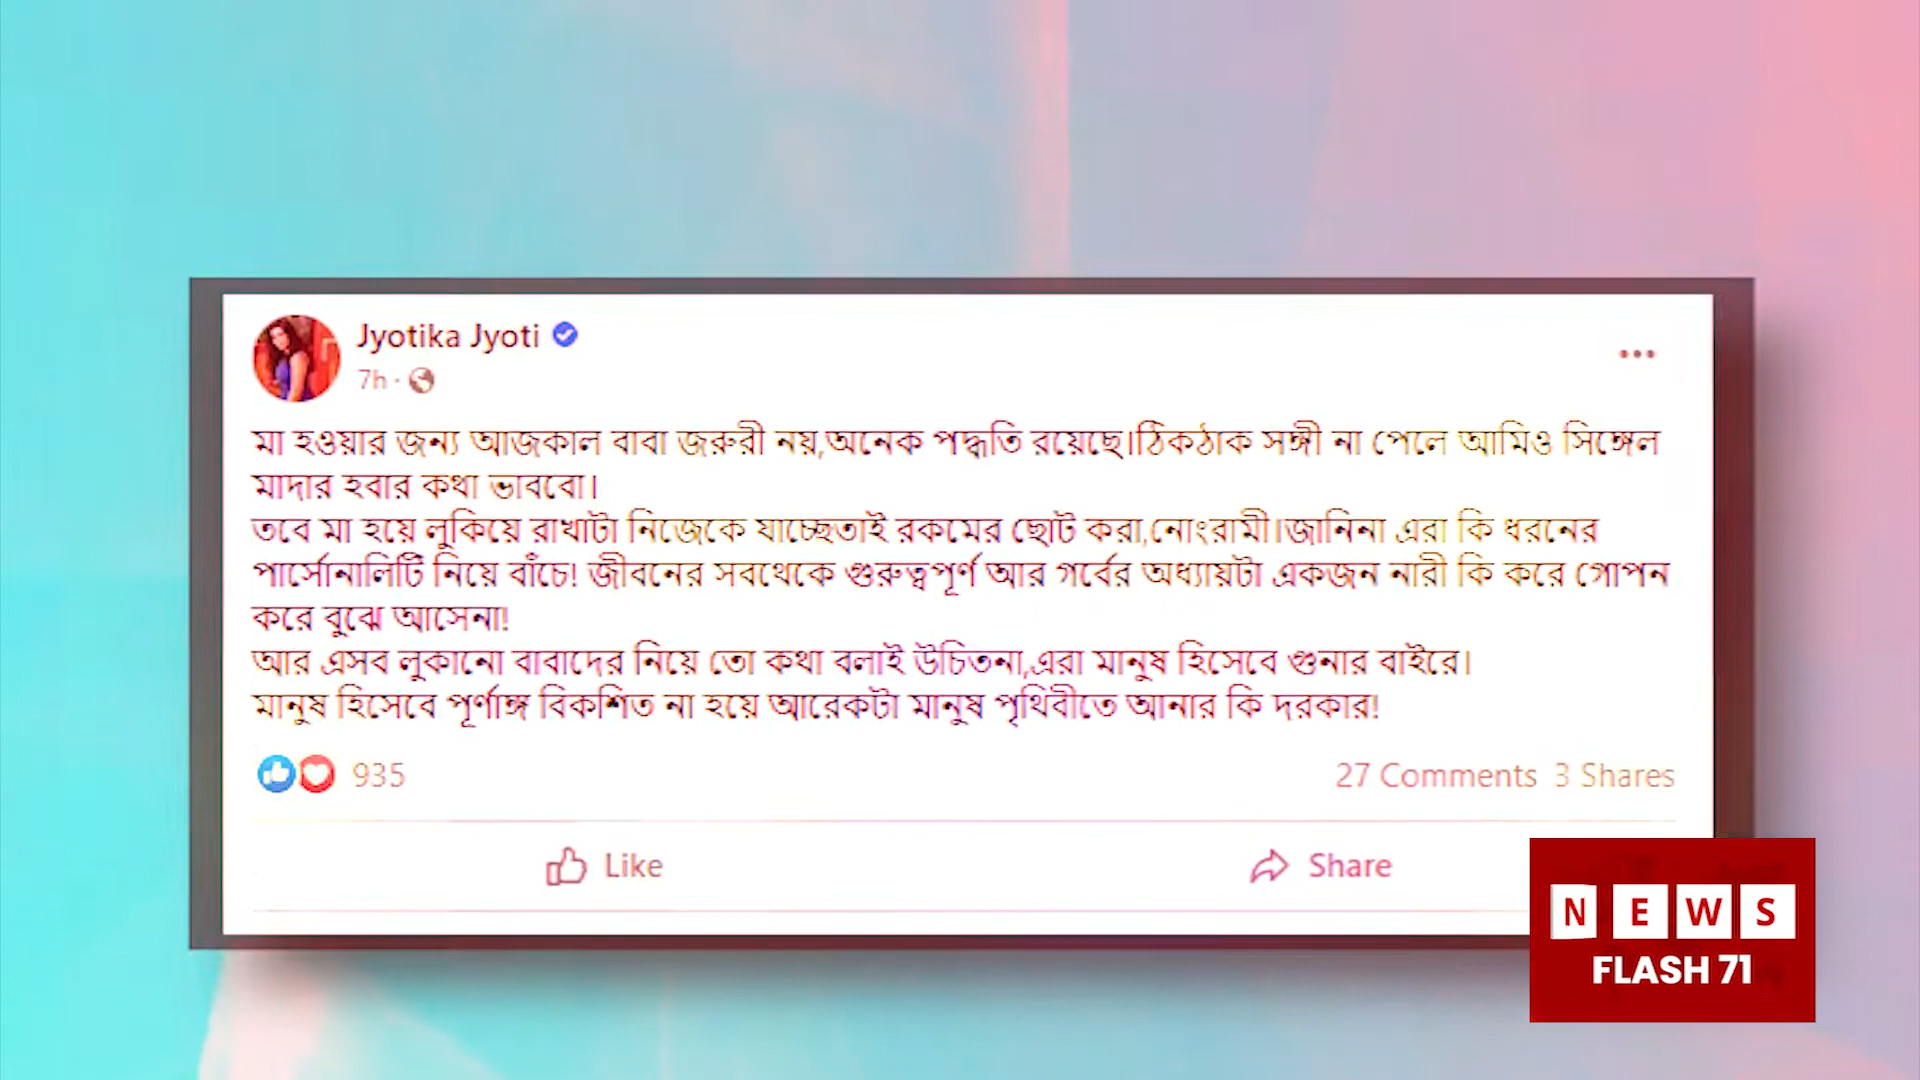 Jyotika Jyoti
7h ·
মা হওয়ার জন্য আজকাল বাবা জরুরী নয়,অনেক পদ্ধতি রয়েছে।ঠিকঠাক সঙ্গী না পেলে আমিও সিঙ্গেল
মাদার হবার কথা ভাববো।
তবে মা হয়ে লুকিয়ে রাখাটা নিজেকে যাচ্ছেতাই রকমের ছোট করা,নোংরামী।জানিনা এরা কি ধরনের
পার্সোনালিটি নিয়ে বাঁচে! জীবনের সবথেকে গুরুত্বপূর্ণ আর গর্বের অধ্যায়টা একজন নারী কি করে গোপন
করে বুঝে আসেনা!
আর এসব লুকানো বাবাদের নিয়ে তো কথা বলাই উচিতনা,এরা মানুষ হিসেবে গুনার বাইরে।
মানুষ হিসেবে পূর্ণাঙ্গ বিকশিত না হয়ে আরেকটা মানুষ পৃথিবীতে আনার কি দরকার!
935
27 Comments 3 Shares
Like
Share
NEWS
FLASH 71